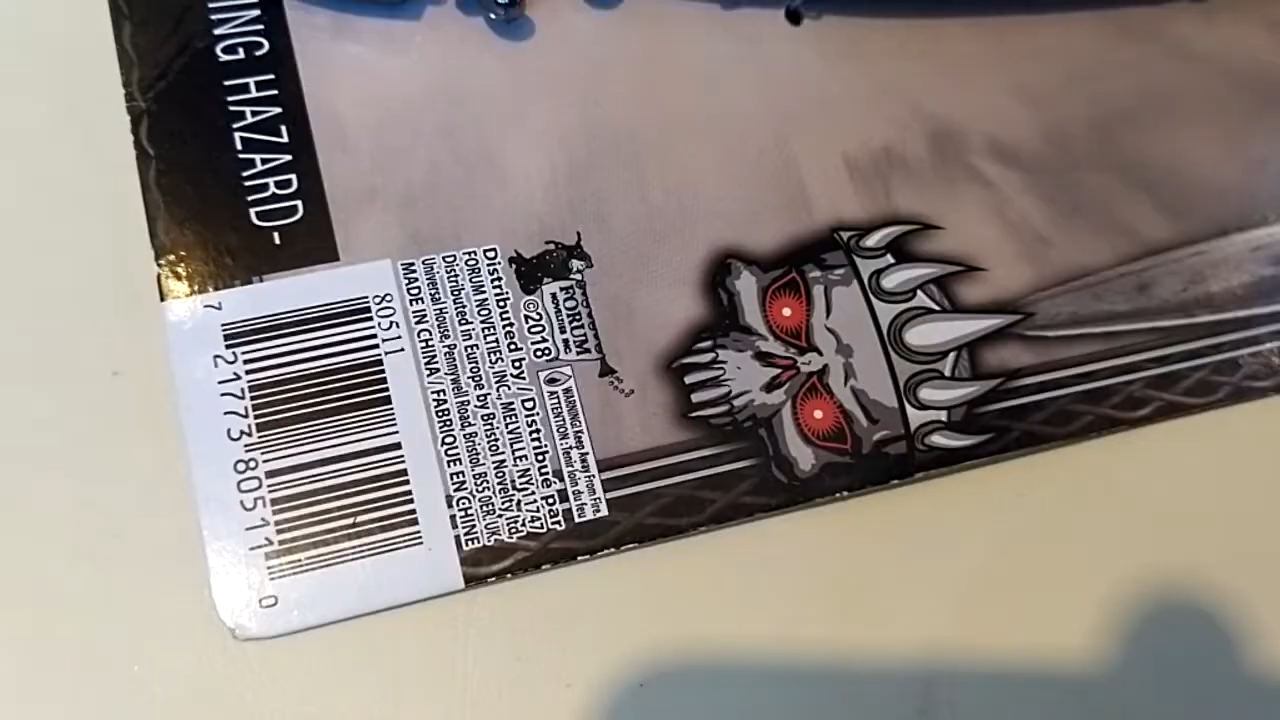 ING HAZARD-
FORUM
NOVELTIES INC.
©2018
WARNING! Keep Away From Fire.
ATTENTION : Tenir loin du feu
Distributed by / Distribué par
FORUM NOVELTIES, INC., MELVILLE, NY 11747
Distributed in Europe by Bristol Novelty, ltd,
Universal House, Pennywell Road, Bristol. BS5 0ER. UK.
MADE IN CHINA / FABRIQUE EN CHINE
80511
7 21773 80511 0